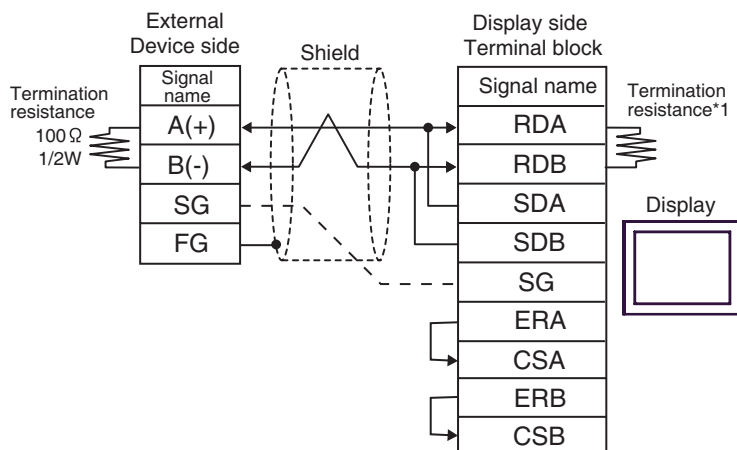 External
Device side
Shield
Display side
Terminal block
Termination
resistance
100Ω
1/2W
Signal
name
A(+)
B(-)
SG
FG
Signal name
RDA
RDB
SDA
SDB
SG
ERA
CSA
ERB
CSB
Termination
resistance*1
Display